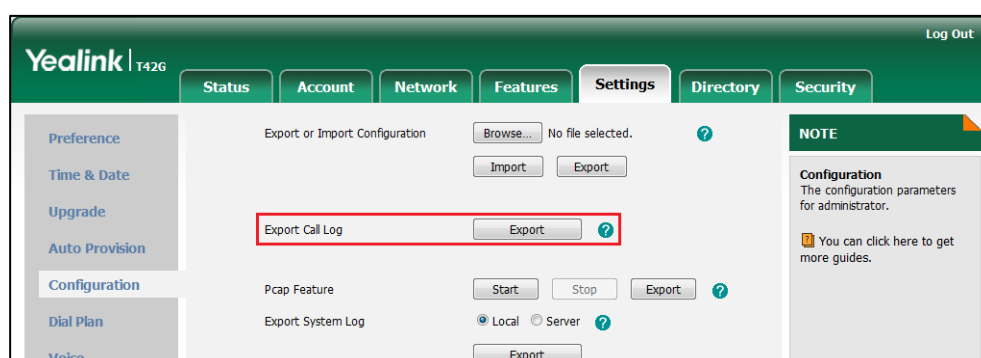 Log Out
Yealink T42G
Status Account Network Features Settings Directory Security
Preference
Time & Date
Upgrade
Auto Provision
Configuration
Dial Plan
Voice
Export or Import Configuration Browse... No file selected. ?
Import Export
Export Call Log Export ?
Pcap Feature Start Stop Export ?
Export System Log Local Server ?
Export
NOTE
Configuration
The configuration parameters
for administrator.
? You can click here to get
more guides.